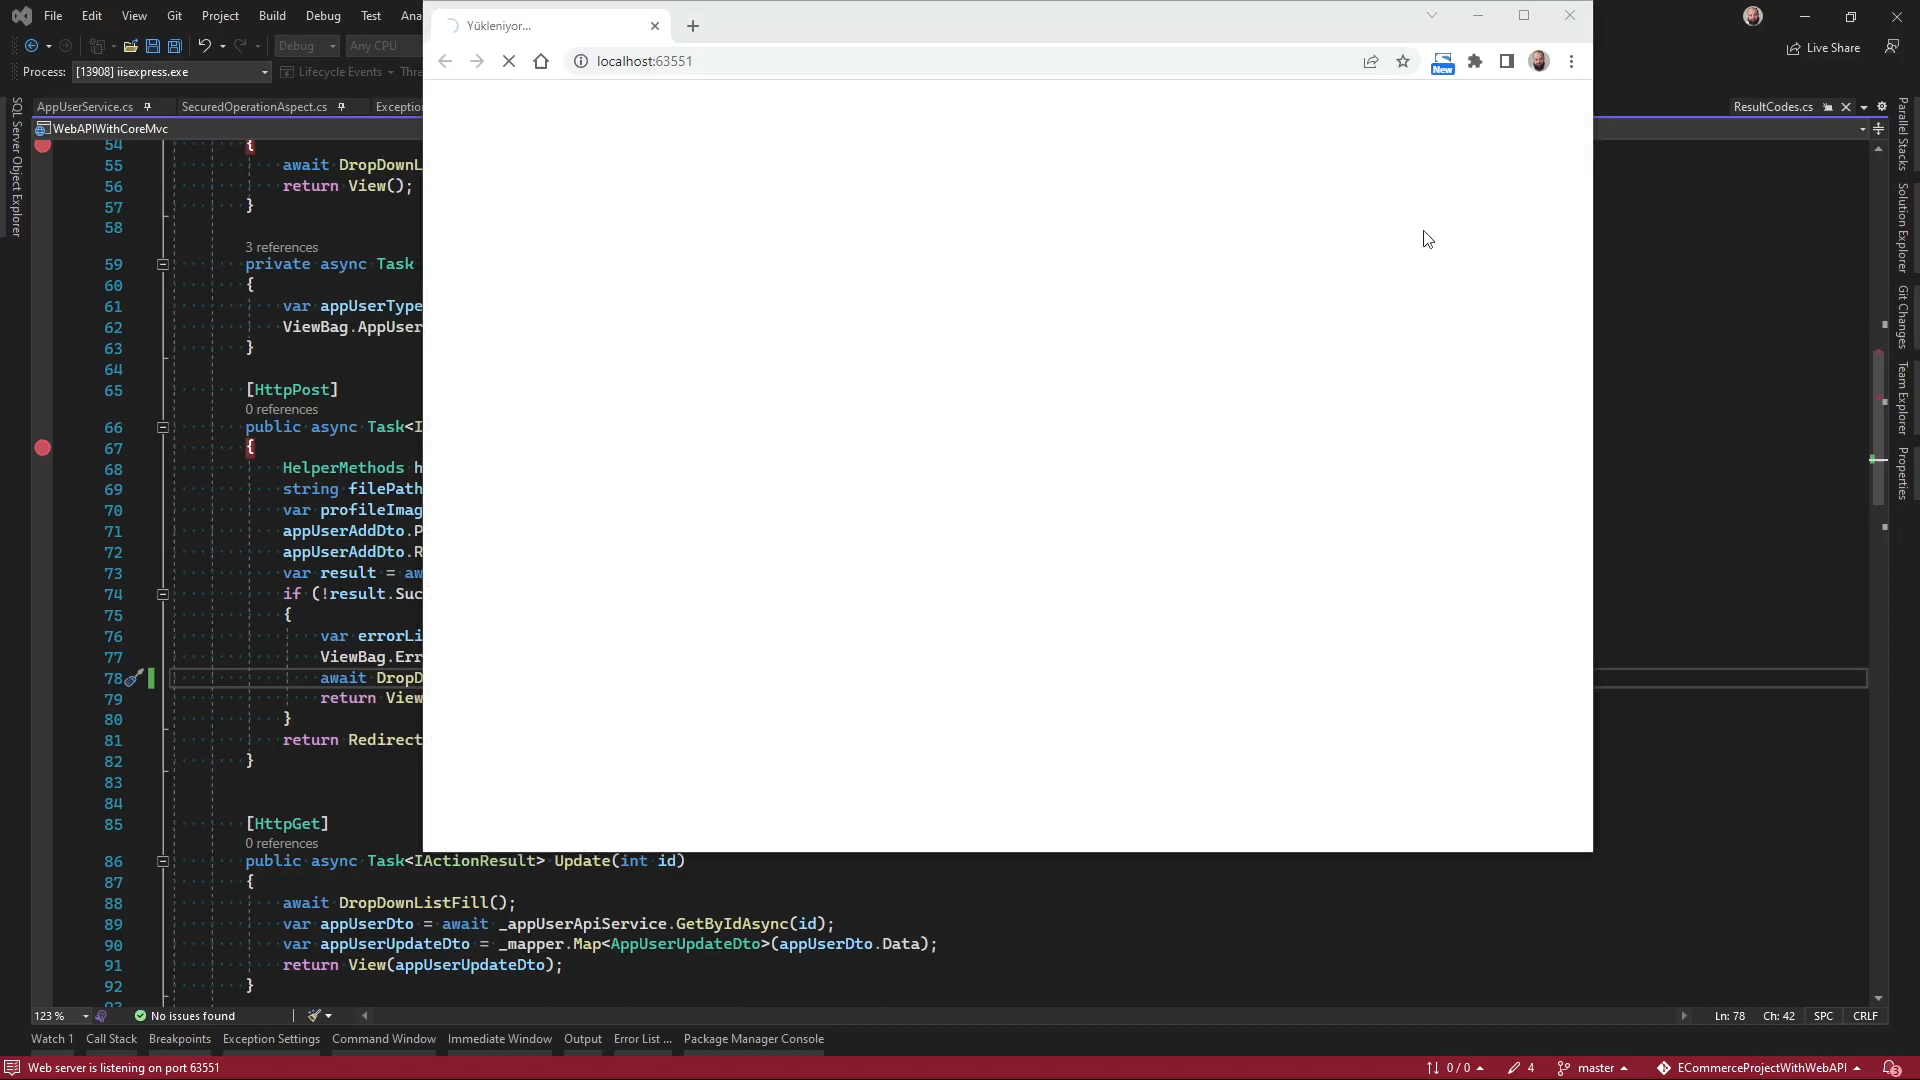 File Edit View Git Project Build Debug Test Ana
Yükleniyor...
localhost:63551
New
Debug Any CPU
Live Share
Process: [13908] iisexpress.exe Lifecycle Events Thre
AppUserService.cs SecuredOperationAspect.cs Exception
ResultCodes.cs
WebAPIWithCoreMvc
SQL Server Object Explorer
Parallel Stacks
Solution Explorer
Git Changes
Team Explorer
Properties
54 {
55 await DropDownL
56 return View();
57 }
58
3 references
59 private async Task
60 {
61 var appUserType
62 ViewBag.AppUser
63 }
64
65 [HttpPost]
0 references
66 public async Task<I
67 {
68 HelperMethods h
69 string filePath
70 var profileImag
71 appUserAddDto.P
72 appUserAddDto.R
73 var result = aw
74 if (!result.Suc
75 {
76 var errorLi
77 ViewBag.Err
78 await DropD
79 return View
80 }
81 return Redirect
82 }
83
84
85 [HttpGet]
0 references
86 public async Task<IActionResult> Update(int id)
87 {
88 await DropDownListFill();
89 var appUserDto = await _appUserApiService.GetByIdAsync(id);
90 var appUserUpdateDto = _mapper.Map<AppUserUpdateDto>(appUserDto.Data);
91 return View(appUserUpdateDto);
92 }
123 % No issues found Ln: 78 Ch: 42 SPC CRLF
Watch 1 Call Stack Breakpoints Exception Settings Command Window Immediate Window Output Error List ... Package Manager Console
Web server is listening on port 63551 0 / 0 4 master ECommerceProjectWithWebAPI 3